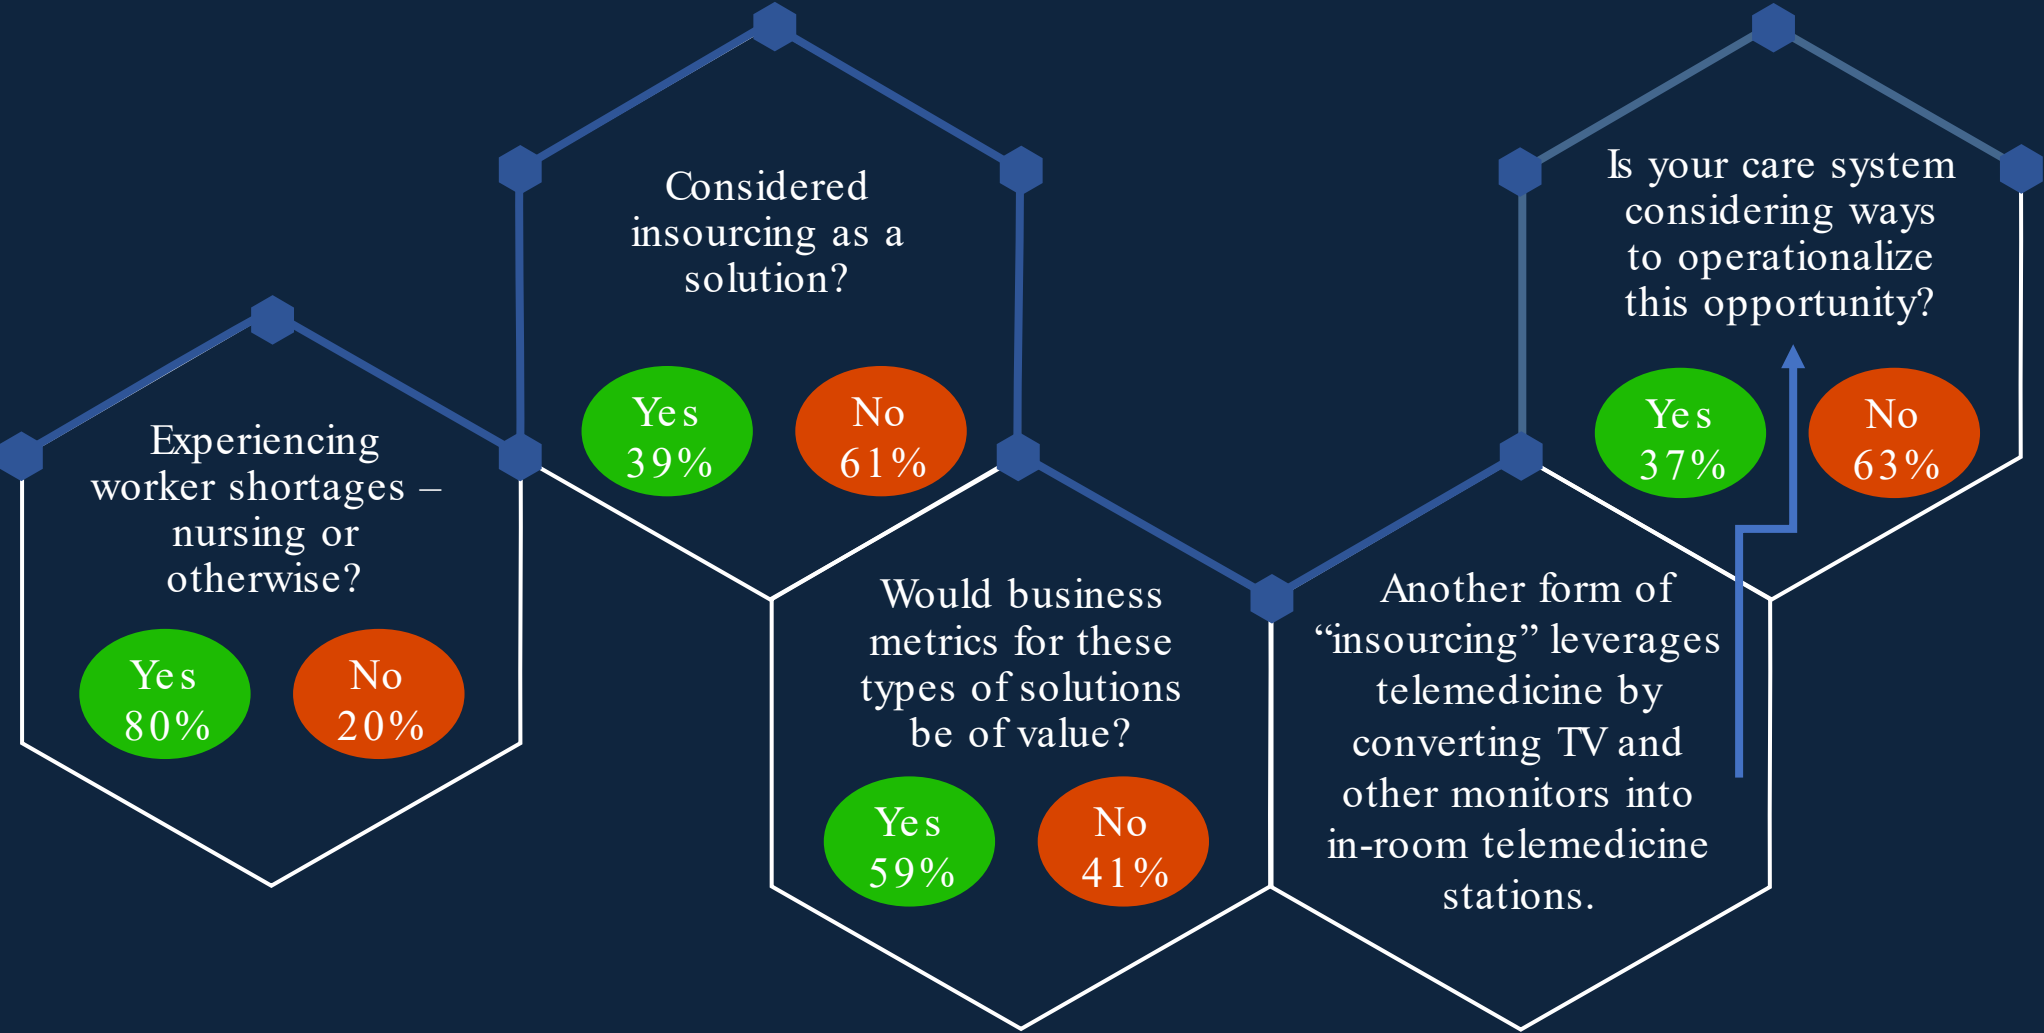 Experiencing
worker shortages –
nursing or
otherwise?
Yes
80%
No
20%
Considered
insourcing as a
solution?
Yes
39%
No
61%
Would business
metrics for these
types of solutions
be of value?
Yes
59%
No
41%
Another form of
“insourcing” leverages
telemedicine by
converting TV and
other monitors into
in-room telemedicine
stations.
Is your care system
considering ways
to operationalize
this opportunity?
Yes
37%
No
63%